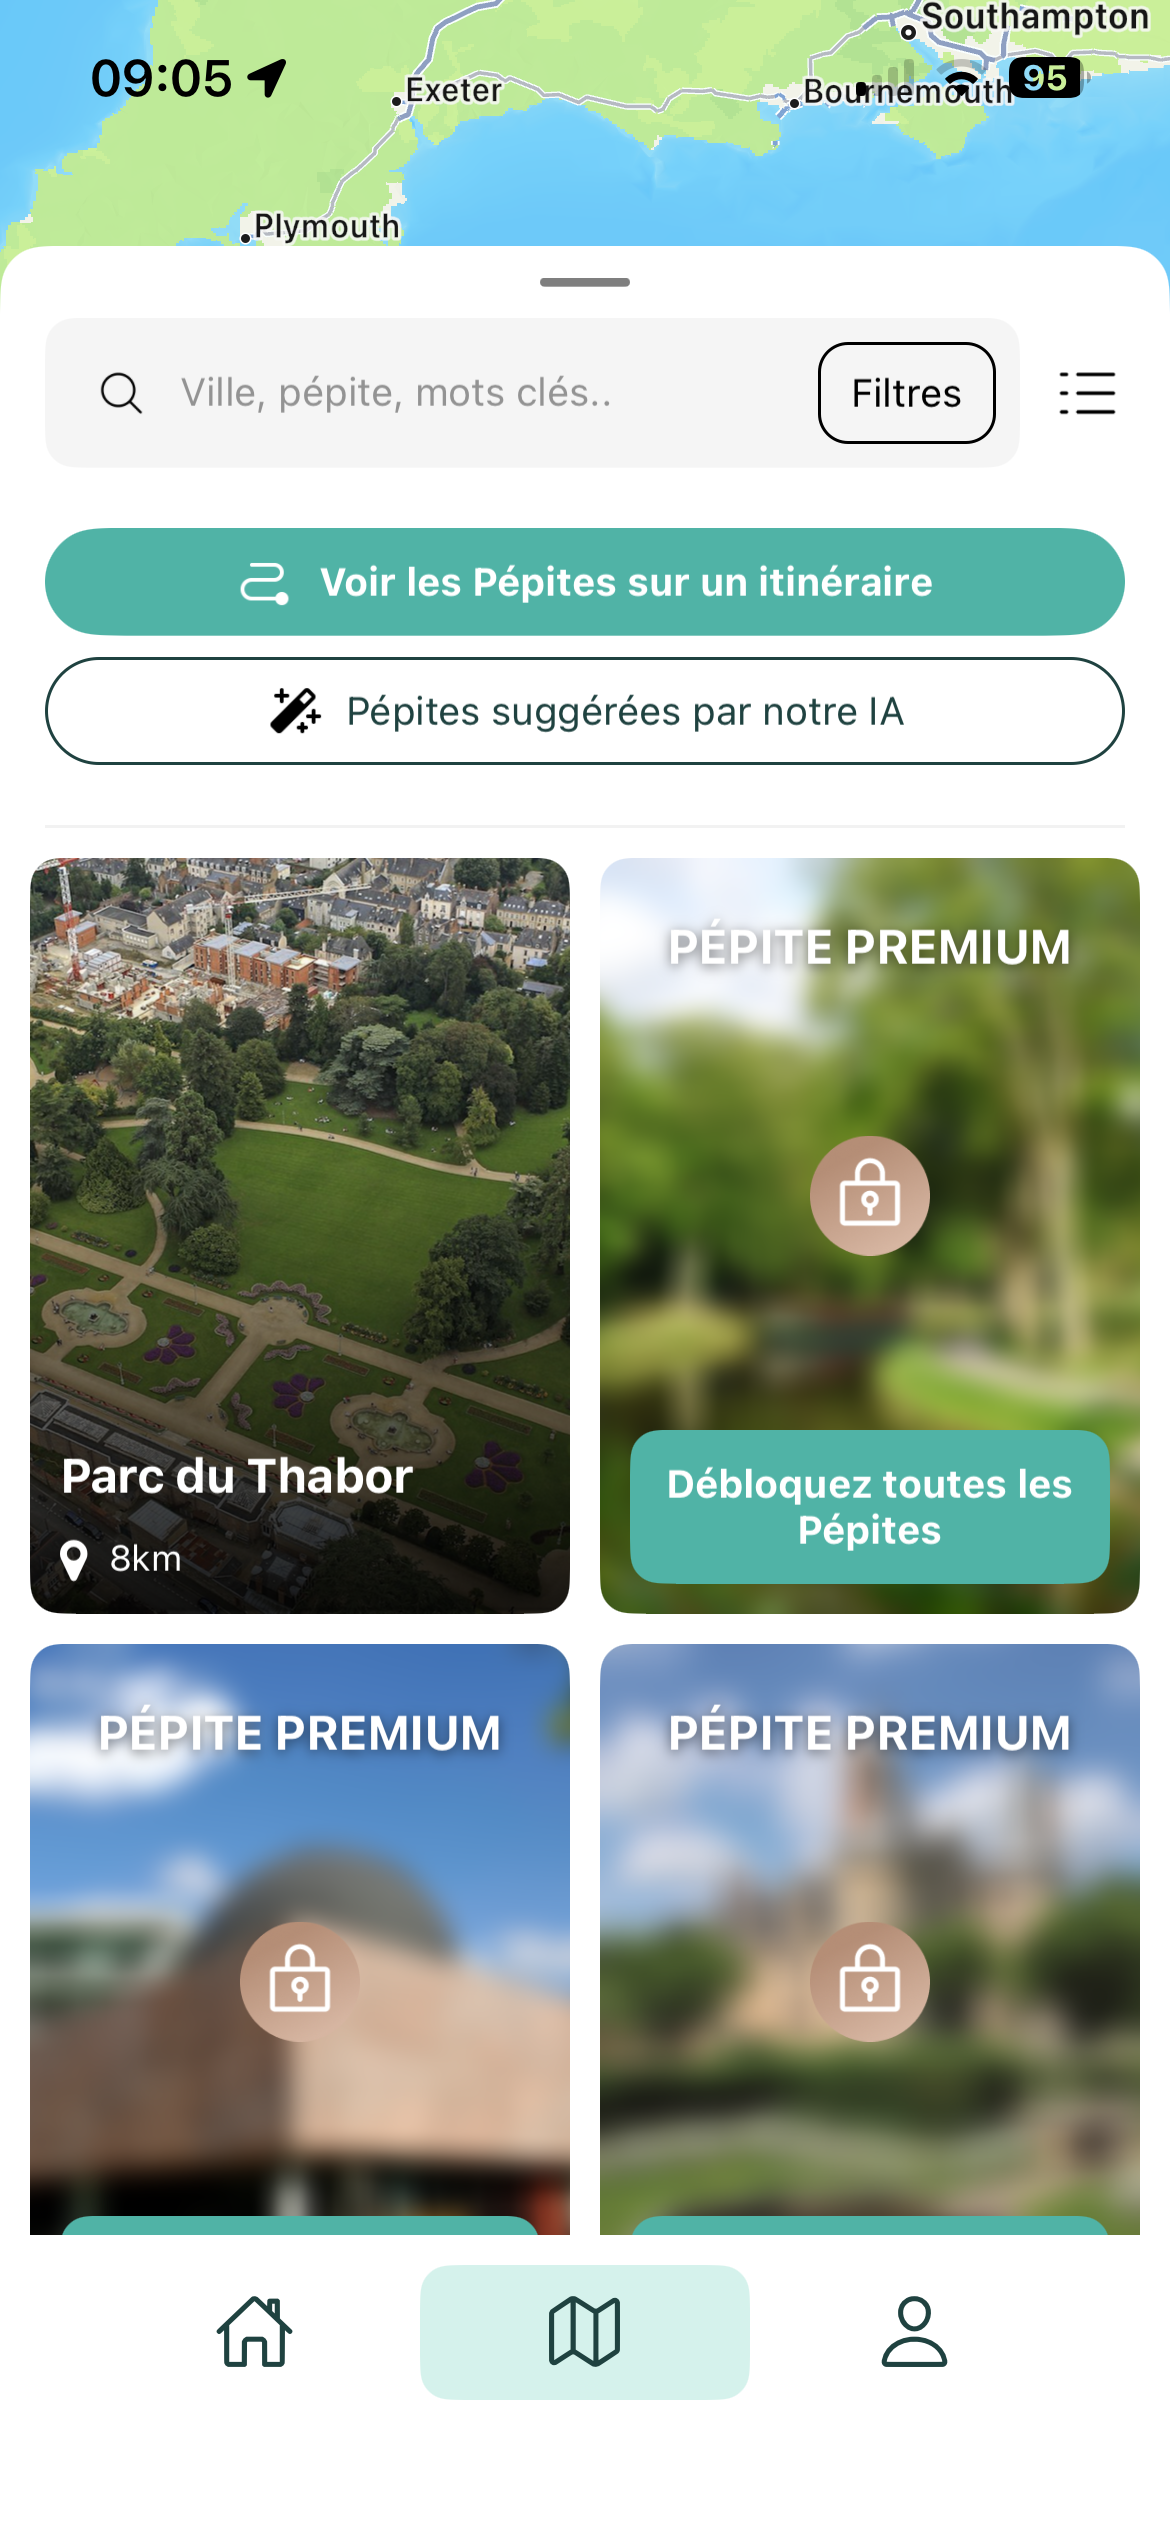 Southampton
09:05
95
Exeter
Bournemouth
Plymouth
Ville, pépite, mots clés..
Filtres
Voir les Pépites sur un itinéraire
Pépites suggérées par notre IA
PÉPITE PREMIUM
Parc du Thabor
8km
Débloquez toutes les
Pépites
PÉPITE PREMIUM
PÉPITE PREMIUM